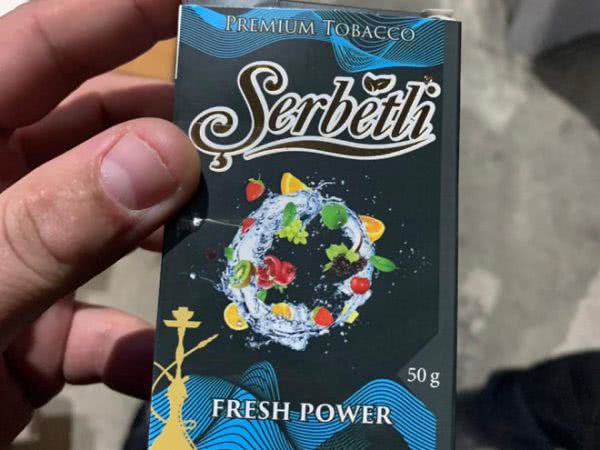 PREMIUM TOBACCO
Şerbetli
50 g
FRESH POWER